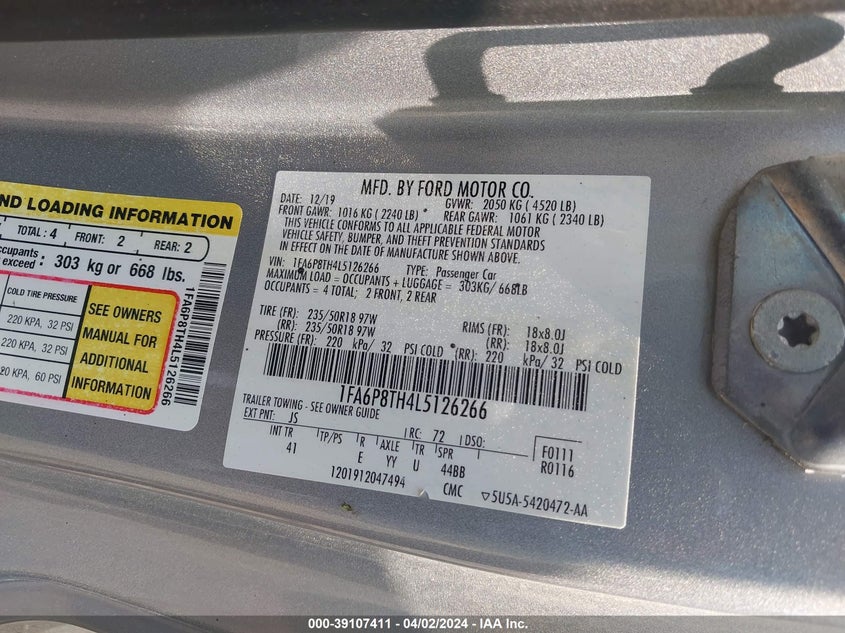 ND LOADING INFORMATION
TOTAL: 4 FRONT: 2 REAR: 2
exceed: 303 kg or 668 lbs.
COLD TIRE PRESSURE
220 KPA, 32 PSI
220 KPA, 32 PSI
80 KPA, 60 PSI
SEE OWNERS
MANUAL FOR
ADDITIONAL
INFORMATION
1FA6P8TH4L5126266
MFD. BY FORD MOTOR CO.
DATE: 12/19 GVWR: 2050 KG ( 4520 LB)
FRONT GAWR: 1016 KG ( 2240 LB) REAR GAWR: 1061 KG ( 2340 LB)
THIS VEHICLE CONFORMS TO ALL APPLICABLE FEDERAL MOTOR
VEHICLE SAFETY, BUMPER, AND THEFT PREVENTION STANDARDS
IN EFFECT ON THE DATE OF MANUFACTURE SHOWN ABOVE.
VIN: 1FA6P8TH4L5126266 TYPE: Passenger Car
MAXIMUM LOAD = OCCUPANTS + LUGGAGE = 303KG/ 668LB
OCCUPANTS = 4 TOTAL; 2 FRONT, 2 REAR
TIRE (FR): 235/50R18 97W RIMS (FR): 18x8.0J
(RR): 235/50R18 97W (RR): 18x8.0J
PRESSURE (FR): 220 kPa/ 32 PSI COLD (RR): 220 kPa/ 32 PSI COLD
1FA6P8TH4L5126266
TRAILER TOWING - SEE OWNER GUIDE
EXT PNT: JS RC: 72 DSO:
INT TR TP/PS R AXLE TR SPR F0111
41 E YY U 44BB R0116
1201912047494 CMC ▽5U5A-5420472-AA
000-39107411 - 04/02/2024 - IAA Inc.